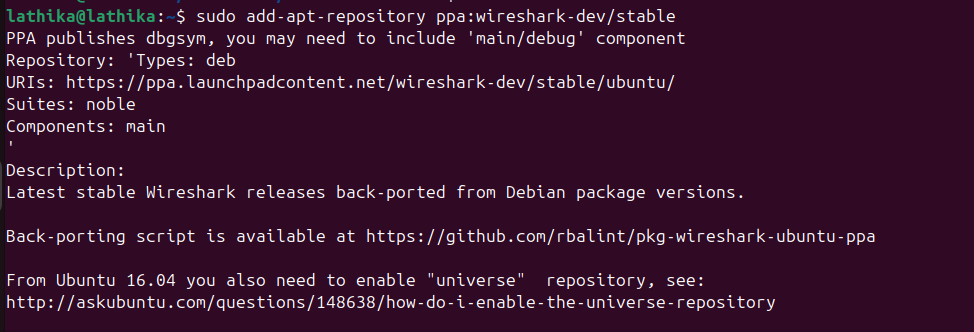 lathika@lathika:~$ sudo add-apt-repository ppa:wireshark-dev/stable
PPA publishes dbgsym, you may need to include 'main/debug' component
Repository: 'Types: deb
URIs: https://ppa.launchpadcontent.net/wireshark-dev/stable/ubuntu/
Suites: noble
Components: main
'
Description:
Latest stable Wireshark releases back-ported from Debian package versions.
Back-porting script is available at https://github.com/rbalint/pkg-wireshark-ubuntu-ppa
From Ubuntu 16.04 you also need to enable "universe"  repository, see:
http://askubuntu.com/questions/148638/how-do-i-enable-the-universe-repository